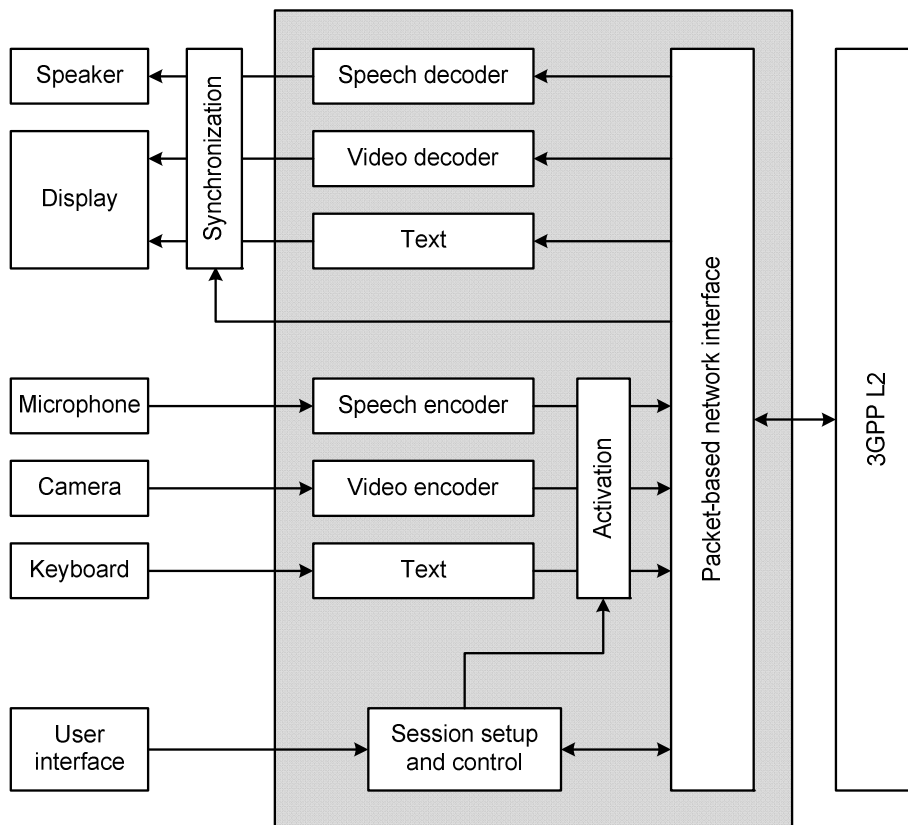 Speaker
Display
Synchronization
Speech decoder
Video decoder
Text
Microphone
Camera
Keyboard
Speech encoder
Video encoder
Text
Activation
User
interface
Session setup
and control
Packet-based network interface
3GPP L2